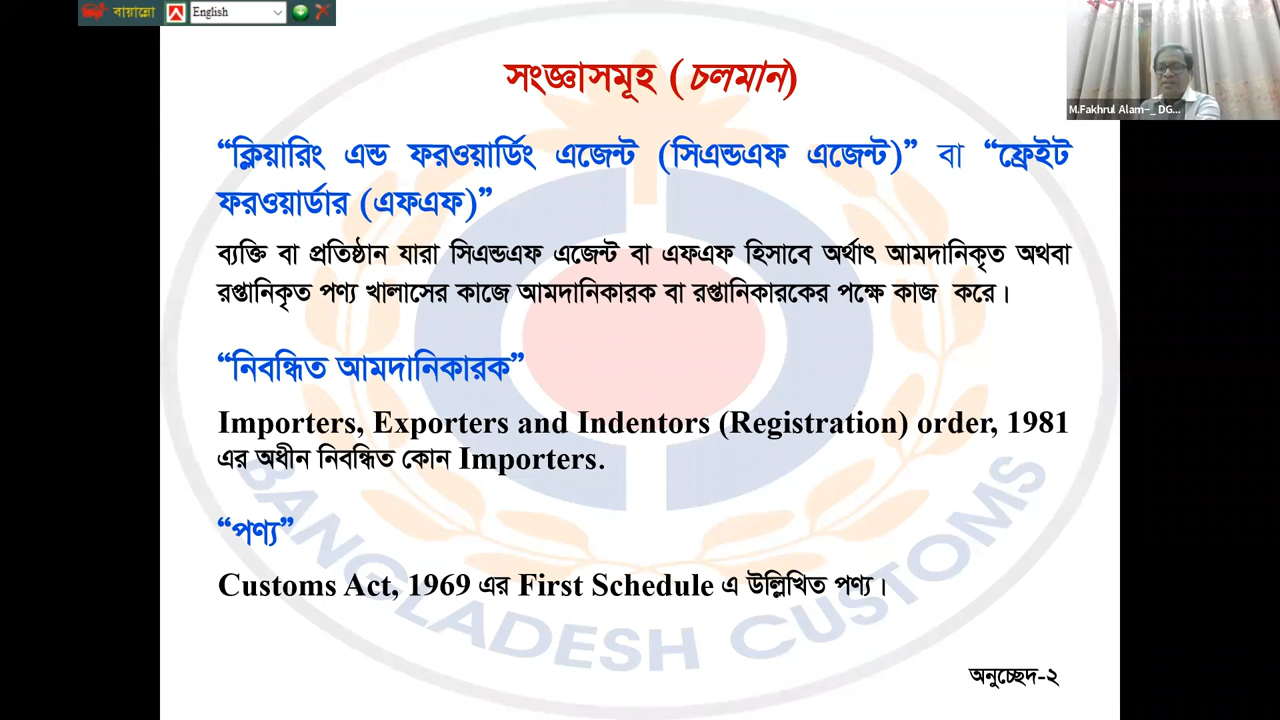 বায়ান্নো
English
M.Fakhrul Alam-_ DG...
সংজ্ঞাসমূহ (চলমান)
“ক্লিয়ারিং এন্ড ফরওয়ার্ডিং এজেন্ট (সিএন্ডএফ এজেন্ট)” বা “ফ্রেইট
ফরওয়ার্ডার (এফএফ)”
ব্যক্তি বা প্রতিষ্ঠান যারা সিএন্ডএফ এজেন্ট বা এফএফ হিসাবে অর্থাৎ আমদানিকৃত অথবা
রপ্তানিকৃত পণ্য খালাসের কাজে আমদানিকারক বা রপ্তানিকারকের পক্ষে কাজ করে।
“নিবন্ধিত আমদানিকারক”
Importers, Exporters and Indentors (Registration) order, 1981
এর অধীন নিবন্ধিত কোন Importers.
“পণ্য”
Customs Act, 1969 এর First Schedule এ উল্লিখিত পণ্য।
BANGLADESH CUSTOMS
অনুচ্ছেদ-২